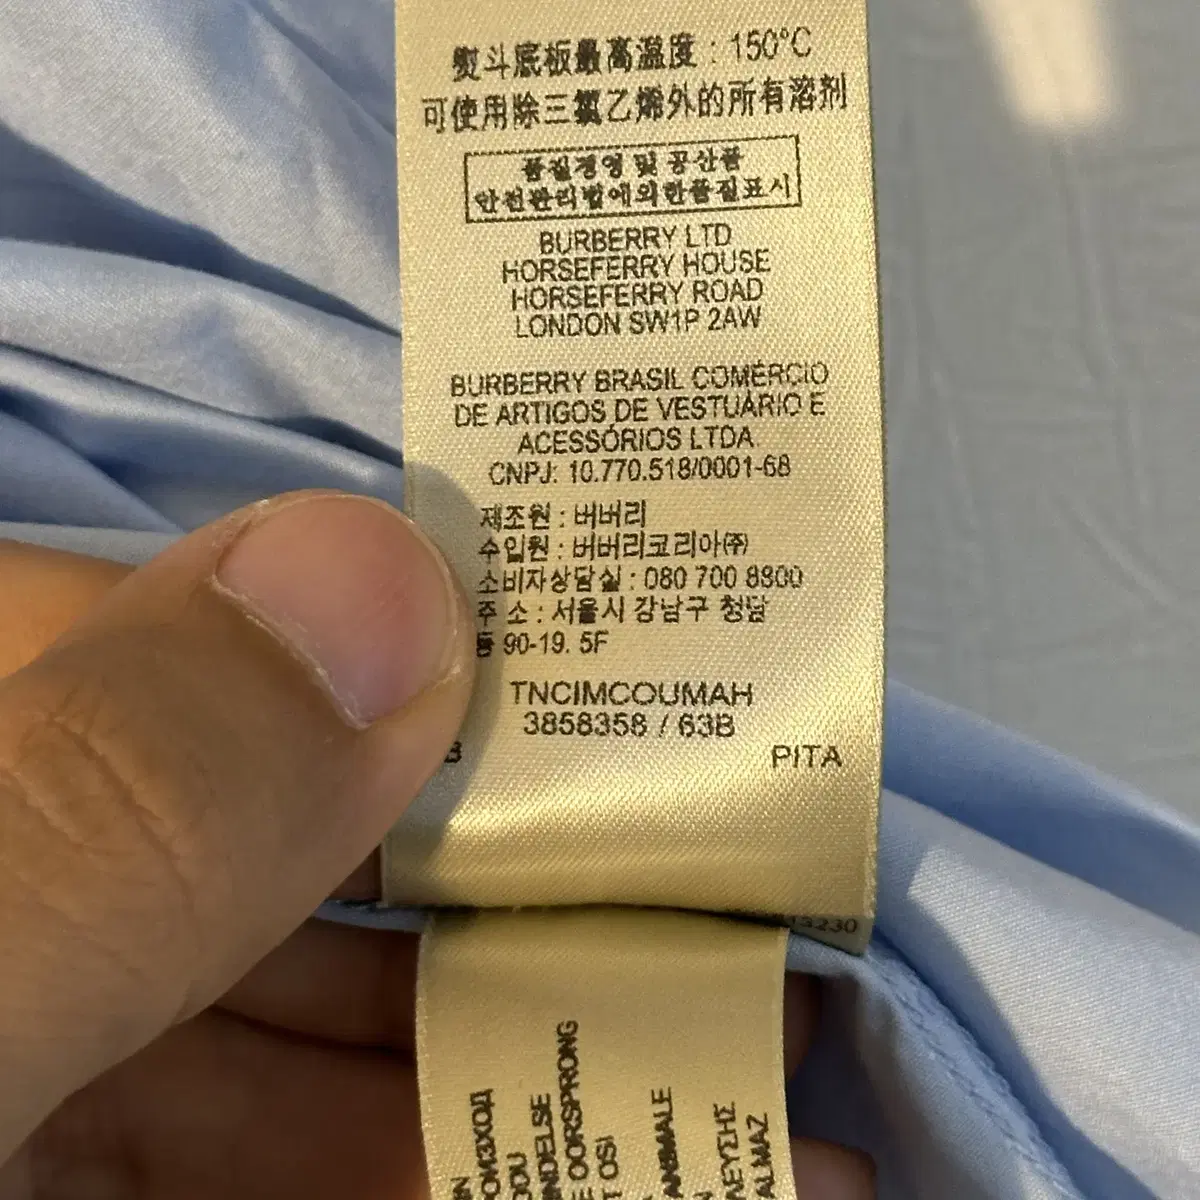 熨斗底板最高溫度 : 150°C
可使用除三氯乙烯外的所有溶剂
품질경영 및 공산품
안전관리법에의한품질표시
BURBERRY LTD
HORSEFERRY HOUSE
HORSEFERRY ROAD
LONDON SW1P 2AW
BURBERRY BRASIL COMÉRCIO
DE ARTIGOS DE VESTUÁRIO E
ACESSÓRIOS LTDA.
CNPJ: 10.770.518/0001-68
제조원 : 버버리
수입원 : 버버리코리아㈜
소비자상담실 : 080 700 8800
주 소 : 서울시 강남구 청담
동 90-19. 5F
TNCIMCOUMAH
3858358 / 63B
PITA
OORSPRONG